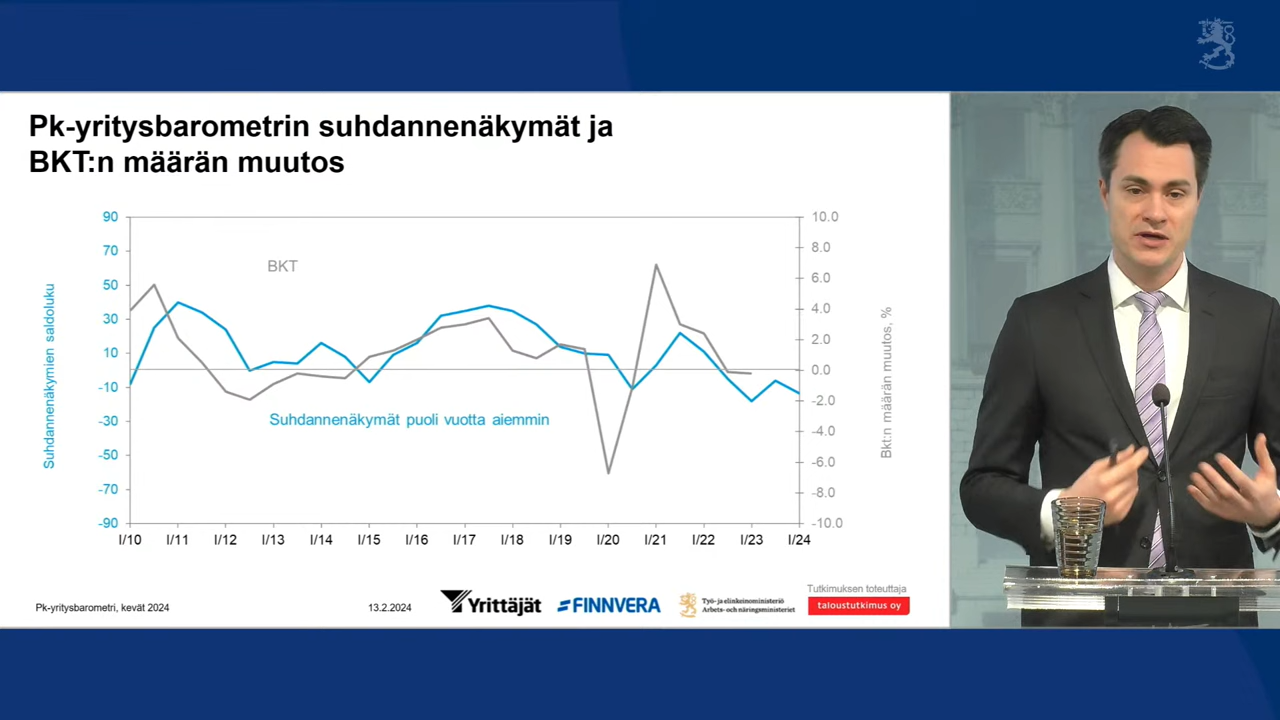 Pk-yritysbarometrin suhdannenäkymät ja
BKT:n määrän muutos
Suhdannenäkymien saldoluku
90
70
50
30
10
-10
-30
-50
-70
-90
BKT
Suhdannenäkymät puoli vuotta aiemmin
10.0
8.0
6.0
4.0
2.0
0.0
-2.0
-4.0
-6.0
-8.0
-10.0
Bkt:n määrän muutos, %
I/10 I/11 I/12 I/13 I/14 I/15 I/16 I/17 I/18 I/19 I/20 I/21 I/22 I/23 I/24
Pk-yritysbarometri, kevät 2024
13.2.2024
Yrittäjät
FINNVERA
Työ- ja elinkeinoministeriö
Arbets- och näringsministeriet
Tutkimuksen toteuttaja
taloustutkimus oy